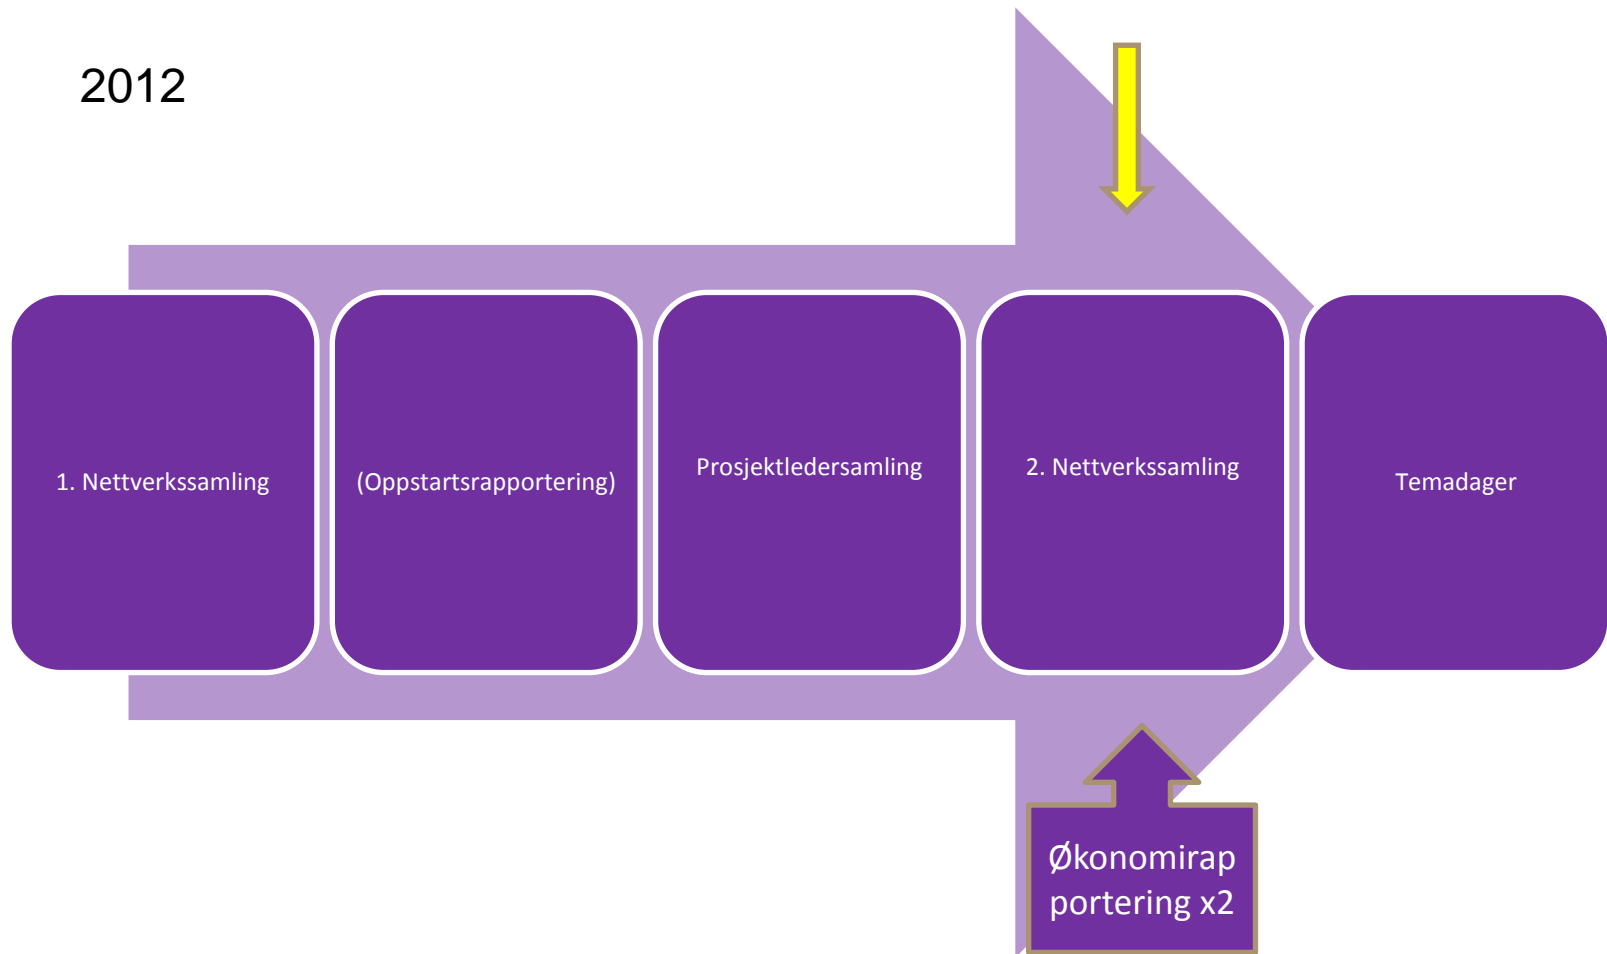 2012
1. Nettverkssamling
(Oppstartsrapportering)
Prosjektledersamling
2. Nettverkssamling
Temadager
Økonomirap
portering x2